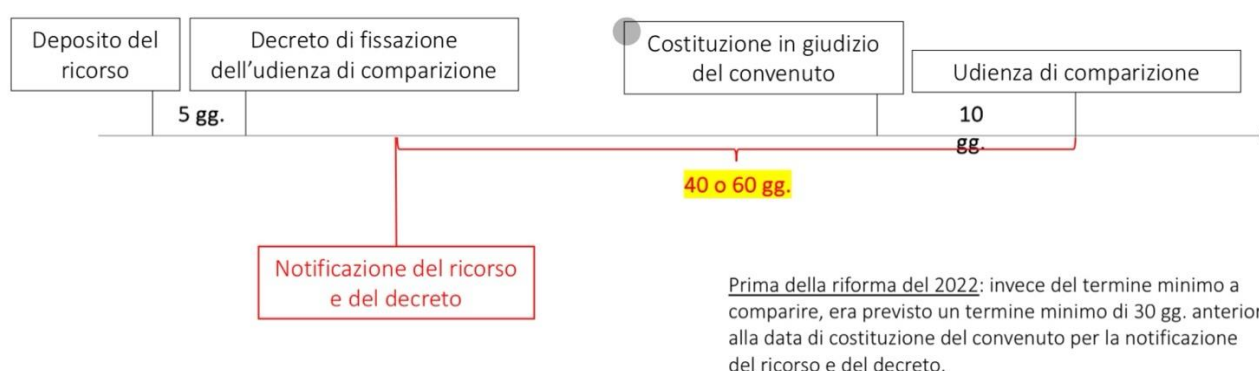 Deposito del
ricorso
Decreto di fissazione
dell'udienza di comparizione
Costituzione in giudizio
del convenuto
Udienza di comparizione
5 gg.
10
gg.
40 o 60 gg.
Notificazione del ricorso
e del decreto
Prima della riforma del 2022: invece del termine minimo a
comparire, era previsto un termine minimo di 30 gg. anterior
alla data di costituzione del convenuto per la notificazione
del ricorso e del decreto.